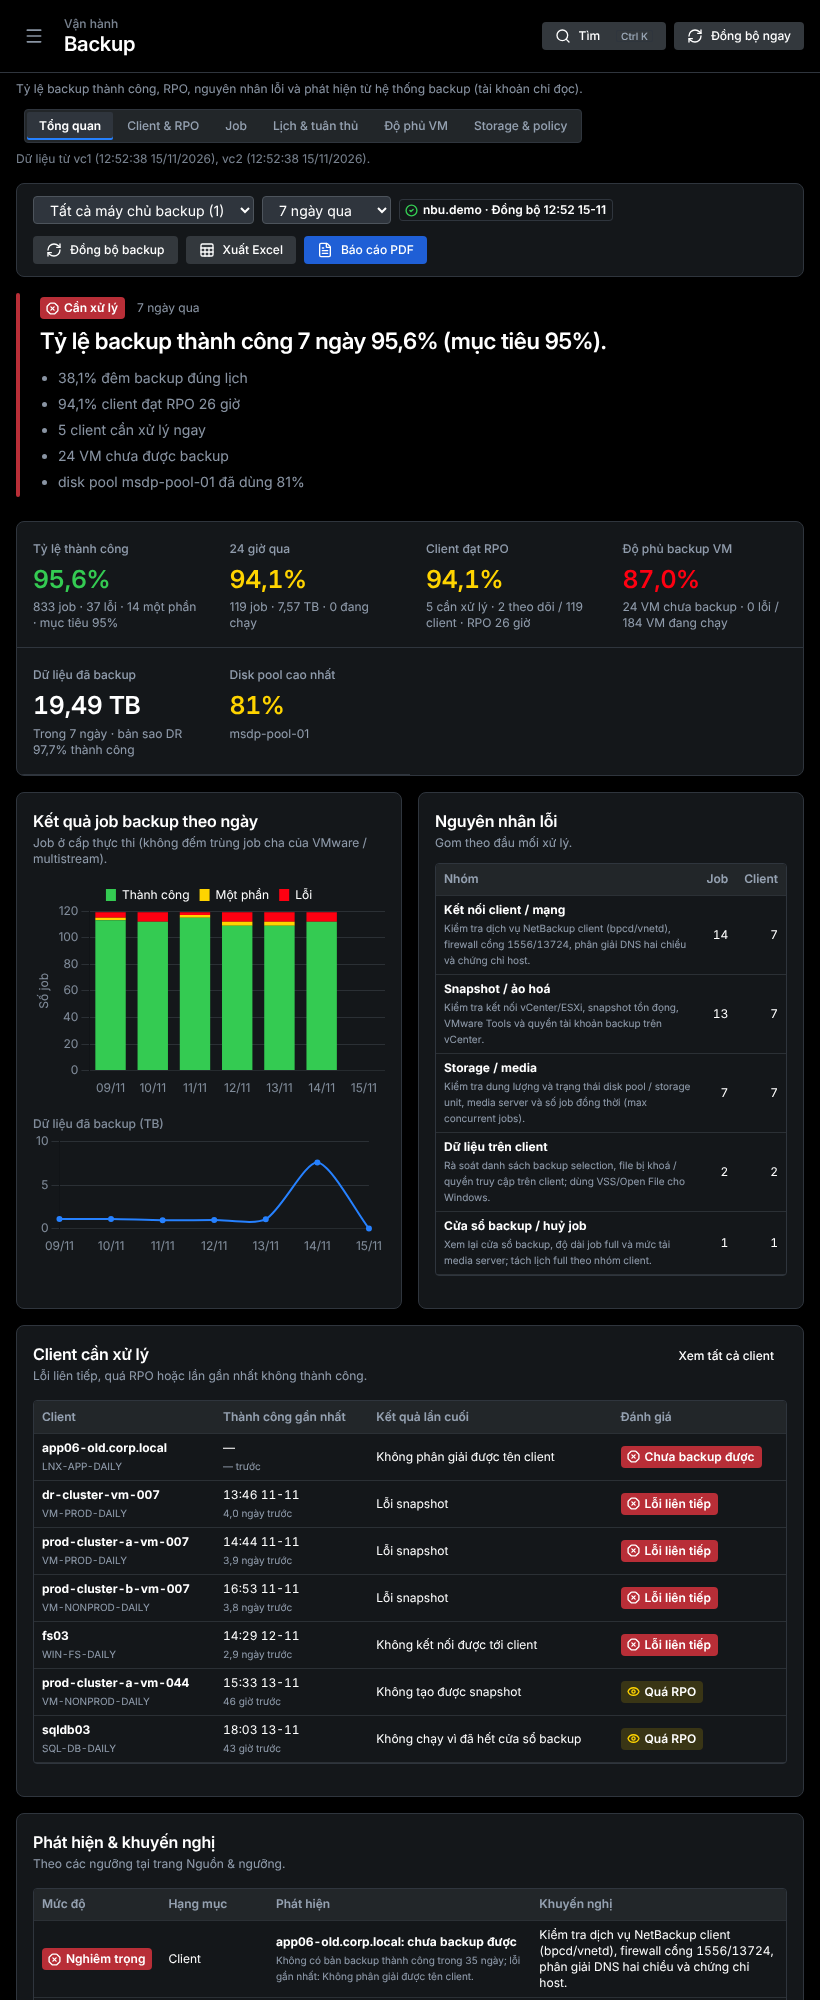 Vận hành
Backup
Tìm Ctrl K
Đồng bộ ngay
Tỷ lệ backup thành công, RPO, nguyên nhân lỗi và phát hiện từ hệ thống backup (tài khoản chỉ đọc).
Tổng quan Client & RPO Job Lịch & tuân thủ Độ phủ VM Storage & policy
Dữ liệu từ vc1 (12:52:38 15/11/2026), vc2 (12:52:38 15/11/2026).
Tất cả máy chủ backup (1) 7 ngày qua nbu.demo · Đồng bộ 12:52 15-11
Đồng bộ backup Xuất Excel Báo cáo PDF
Cần xử lý 7 ngày qua
Tỷ lệ backup thành công 7 ngày 95,6% (mục tiêu 95%).
38,1% đêm backup đúng lịch
94,1% client đạt RPO 26 giờ
5 client cần xử lý ngay
24 VM chưa được backup
disk pool msdp-pool-01 đã dùng 81%
Tỷ lệ thành công
95,6%
833 job · 37 lỗi · 14 một phần
· mục tiêu 95%
24 giờ qua
94,1%
119 job · 7,57 TB · 0 đang
chạy
Client đạt RPO
94,1%
5 cần xử lý · 2 theo dõi / 119
client · RPO 26 giờ
Độ phủ backup VM
87,0%
24 VM chưa backup · 0 lỗi /
184 VM đang chạy
Dữ liệu đã backup
19,49 TB
Trong 7 ngày · bản sao DR
97,7% thành công
Disk pool cao nhất
81%
msdp-pool-01
Kết quả job backup theo ngày
Job ở cấp thực thi (không đếm trùng job cha của VMware /
multistream).
Thành công Một phần Lỗi
Số job
120
100
80
60
40
20
0
09/11 10/11 11/11 12/11 13/11 14/11 15/11
Dữ liệu đã backup (TB)
10
5
0
09/11 10/11 11/11 12/11 13/11 14/11 15/11
Nguyên nhân lỗi
Gom theo đầu mối xử lý.
Nhóm Job Client
Kết nối client / mạng
Kiểm tra dịch vụ NetBackup client (bpcd/vnetd),
firewall cổng 1556/13724, phân giải DNS hai chiều
và chứng chỉ host.
14 7
Snapshot / ảo hoá
Kiểm tra kết nối vCenter/ESXi, snapshot tồn đọng,
VMware Tools và quyền tài khoản backup trên
vCenter.
13 7
Storage / media
Kiểm tra dung lượng và trạng thái disk pool / storage
unit, media server và số job đồng thời (max
concurrent jobs).
7 7
Dữ liệu trên client
Rà soát danh sách backup selection, file bị khoá /
quyền truy cập trên client; dùng VSS/Open File cho
Windows.
2 2
Cửa sổ backup / huỷ job
Xem lại cửa sổ backup, độ dài job full và mức tải
media server; tách lịch full theo nhóm client.
1 1
Client cần xử lý
Lỗi liên tiếp, quá RPO hoặc lần gần nhất không thành công.
Xem tất cả client
Client Thành công gần nhất Kết quả lần cuối Đánh giá
app06-old.corp.local — Không phân giải được tên client Chưa backup được
LNX-APP-DAILY — trước
dr-cluster-vm-007 13:46 11-11 Lỗi snapshot Lỗi liên tiếp
VM-PROD-DAILY 4,0 ngày trước
prod-cluster-a-vm-007 14:44 11-11 Lỗi snapshot Lỗi liên tiếp
VM-PROD-DAILY 3,9 ngày trước
prod-cluster-b-vm-007 16:53 11-11 Lỗi snapshot Lỗi liên tiếp
VM-NONPROD-DAILY 3,8 ngày trước
fs03 14:29 12-11 Không kết nối được tới client Lỗi liên tiếp
WIN-FS-DAILY 2,9 ngày trước
prod-cluster-a-vm-044 15:33 13-11 Không tạo được snapshot Quá RPO
VM-NONPROD-DAILY 46 giờ trước
sqldb03 18:03 13-11 Không chạy vì đã hết cửa sổ backup Quá RPO
SQL-DB-DAILY 43 giờ trước
Phát hiện & khuyến nghị
Theo các ngưỡng tại trang Nguồn & ngưỡng.
Mức độ Hạng mục Phát hiện Khuyến nghị
Nghiêm trọng Client
app06-old.corp.local: chưa backup được
Không có bản backup thành công trong 35 ngày; lỗi
gần nhất: Không phân giải được tên client.
Kiểm tra dịch vụ NetBackup client
(bpcd/vnetd), firewall cổng 1556/13724,
phân giải DNS hai chiều và chứng chỉ
host.